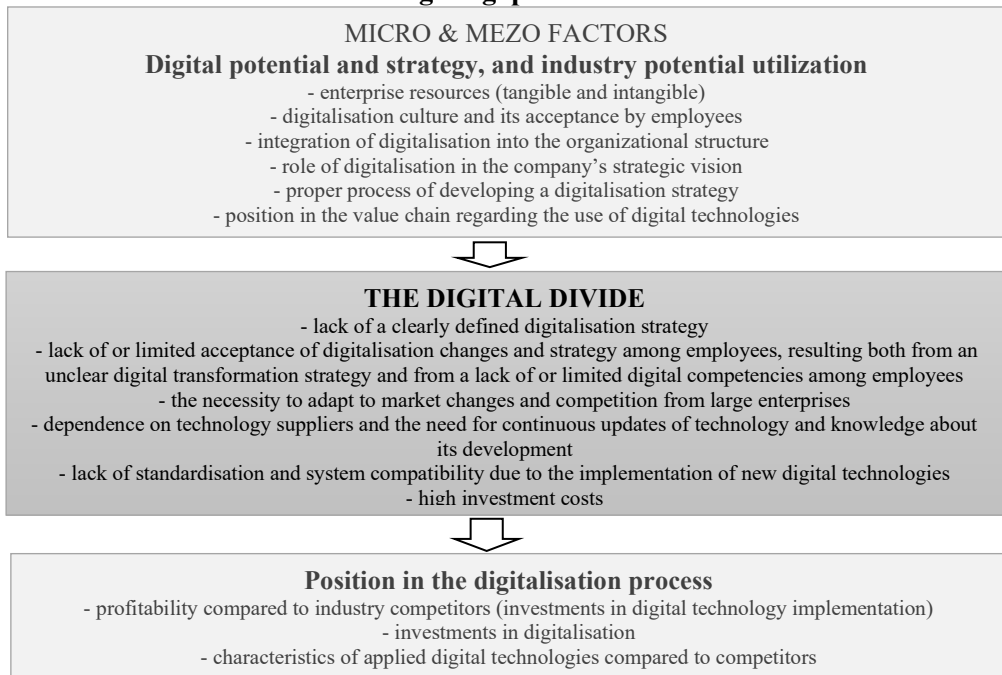 MICRO & MEZO FACTORS
Digital potential and strategy, and industry potential utilization
- enterprise resources (tangible and intangible)
- digitalisation culture and its acceptance by employees
- integration of digitalisation into the organizational structure
- role of digitalisation in the company's strategic vision
- proper process of developing a digitalisation strategy
- position in the value chain regarding the use of digital technologies
THE DIGITAL DIVIDE
- lack of a clearly defined digitalisation strategy
- lack of or limited acceptance of digitalisation changes and strategy among employees, resulting both from an
unclear digital transformation strategy and from a lack of or limited digital competencies among employees
- the necessity to adapt to market changes and competition from large enterprises
- dependence on technology suppliers and the need for continuous updates of technology and knowledge about
its development
- lack of standardisation and system compatibility due to the implementation of new digital technologies
- high investment costs
Position in the digitalisation process
- profitability compared to industry competitors (investments in digital technology implementation)
- investments in digitalisation
- characteristics of applied digital technologies compared to competitors